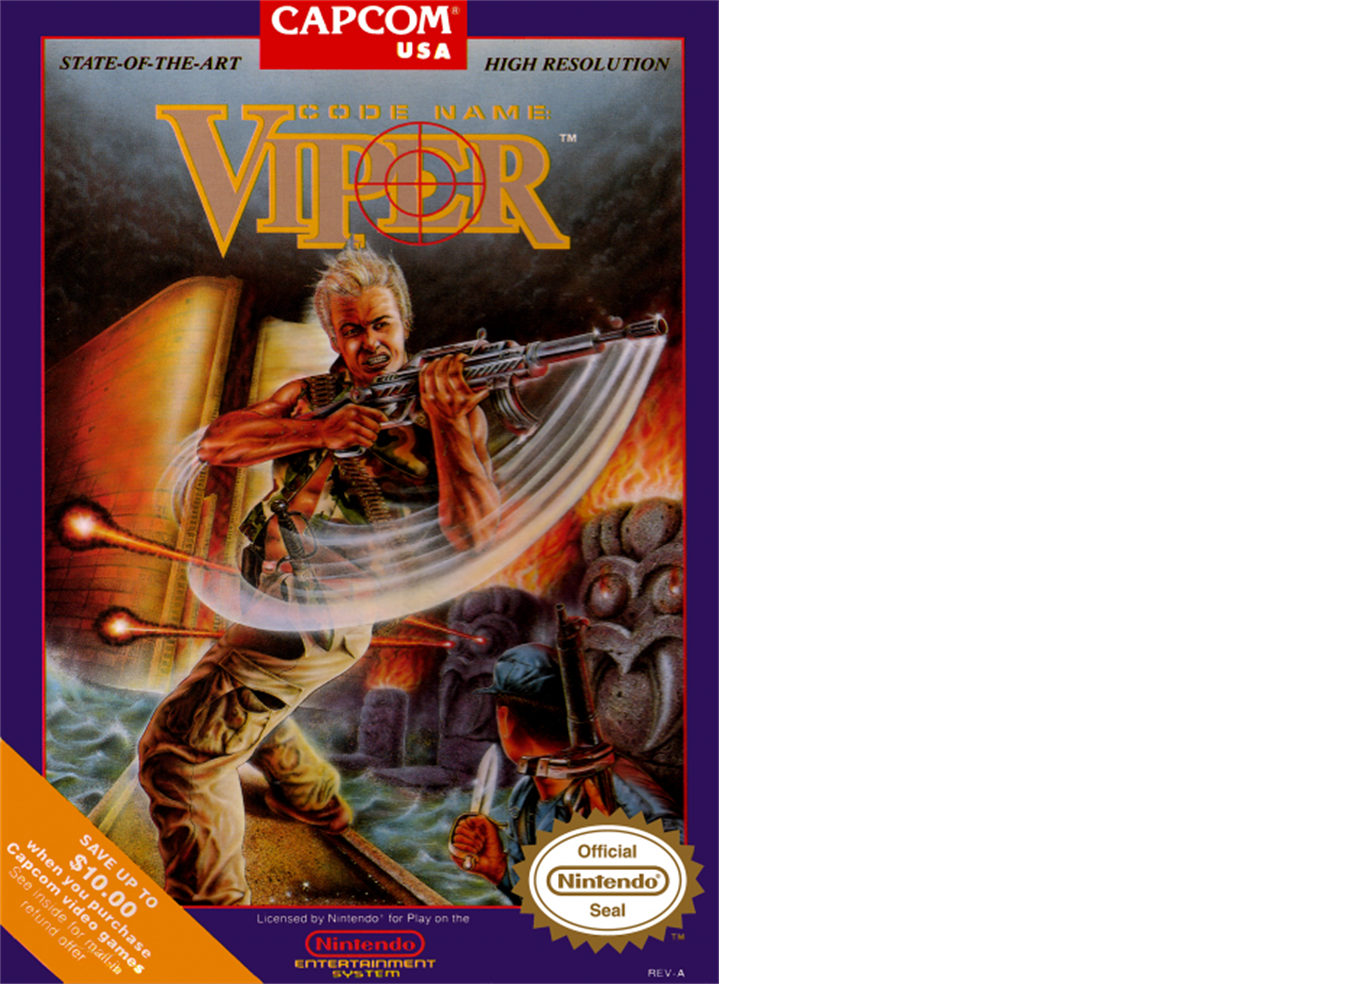 CAPCOM®
USA
STATE-OF-THE-ART
HIGH RESOLUTION
CODE NAME:
VIPER™
SAVE UP TO
$10.00
when you purchase
Capcom video games
See inside for mail-in
refund offer
Official
Nintendo®
Seal
TM
Licensed by Nintendo® for Play on the
Nintendo
ENTERTAINMENT
SYSTEM
REV-A